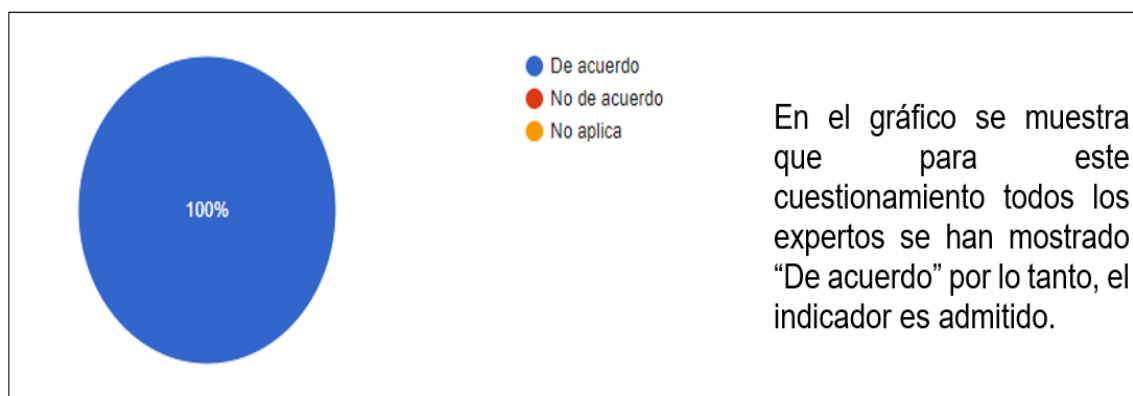 100%
De acuerdo
No de acuerdo
No aplica
En el gráfico se muestra
que para este
cuestionamiento todos los
expertos se han mostrado
“De acuerdo” por lo tanto, el
indicador es admitido.